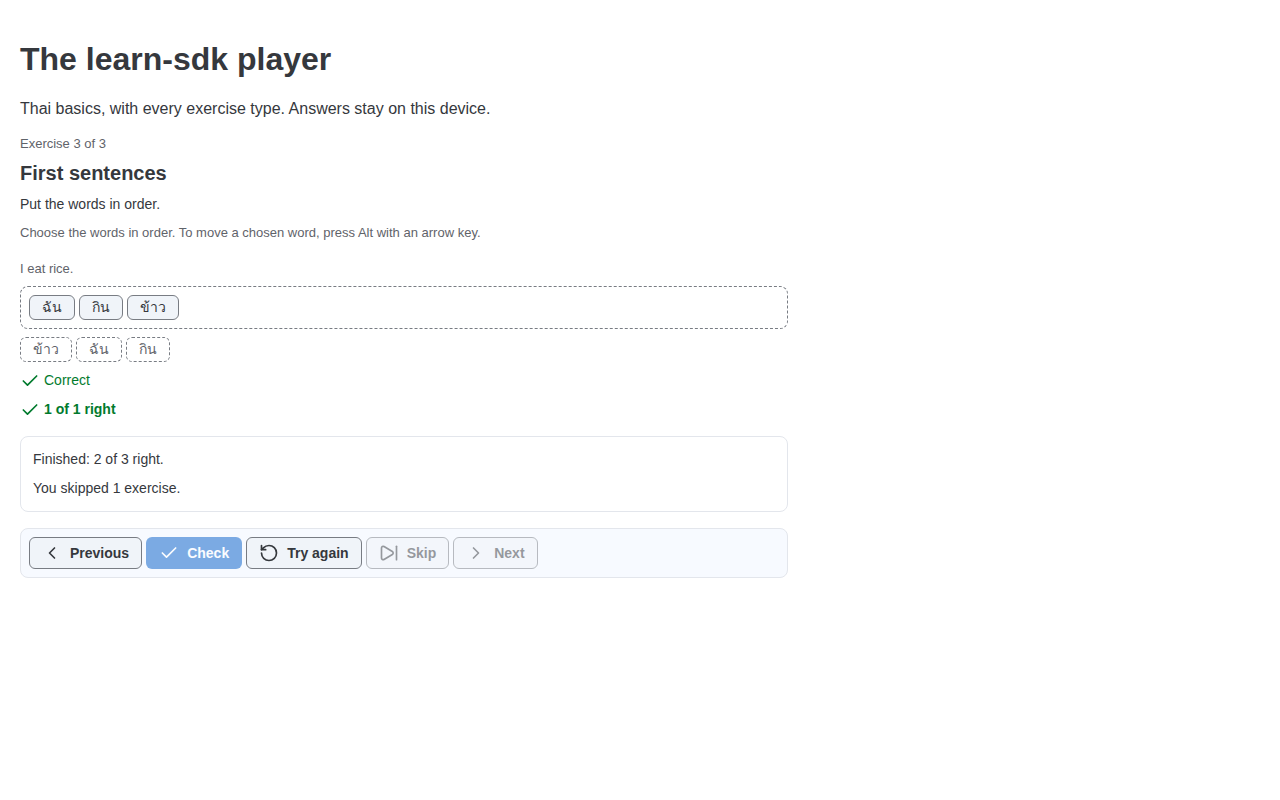 The learn-sdk player
Thai basics, with every exercise type. Answers stay on this device.
Exercise 3 of 3
First sentences
Put the words in order.
Choose the words in order. To move a chosen word, press Alt with an arrow key.
I eat rice.
ฉัน กิน ข้าว
ข้าว ฉัน กิน
Correct
1 of 1 right
Finished: 2 of 3 right.
You skipped 1 exercise.
Previous Check Try again Skip Next